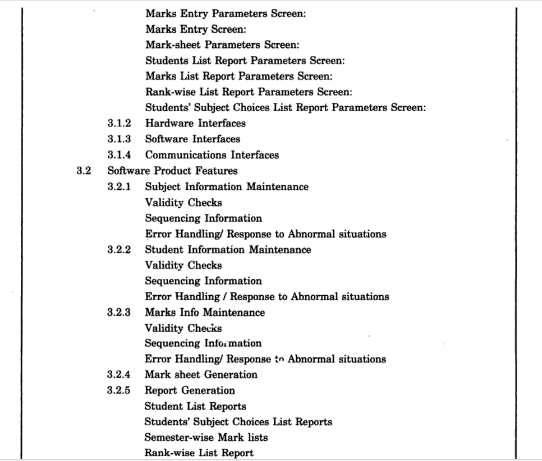 Marks Entry Parameters Screen:
Marks Entry Screen:
Mark-sheet Parameters Screen:
Students List Report Parameters Screen:
Marks List Report Parameters Screen:
Rank-wise List Report Parameters Screen:
Students' Subject Choices List Report Parameters Screen:
3.1.2 Hardware Interfaces
3.1.3 Software Interfaces
3.1.4 Communications Interfaces
3.2 Software Product Features
3.2.1 Subject Information Maintenance
Validity Checks
Sequencing Information
Error Handling/ Response to Abnormal situations
3.2.2 Student Information Maintenance
Validity Checks
Sequencing Information
Error Handling / Response to Abnormal situations
3.2.3 Marks Info Maintenance
Validity Checks
Sequencing Information
Error Handling/ Response to Abnormal situations
3.2.4 Mark sheet Generation
3.2.5 Report Generation
Student List Reports
Students' Subject Choices List Reports
Semester-wise Mark lists
Rank-wise List Report